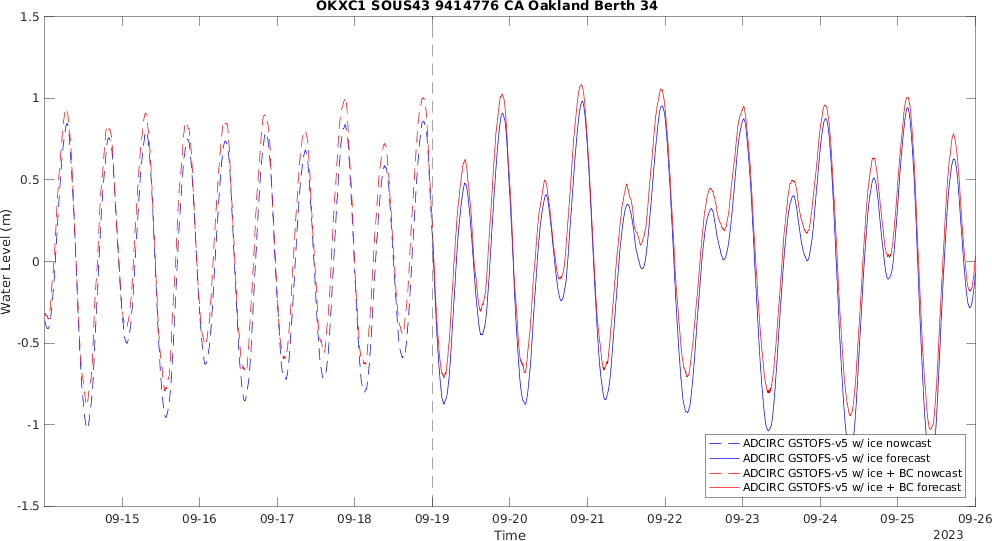 OKXC1 SOUS43 9414776 CA Oakland Berth 34
1.5
1
0.5
0
-0.5
-1
-1.5
Water Level (m)
ADCIRC GSTOFS-v5 w/ ice nowcast
ADCIRC GSTOFS-v5 w/ ice forecast
ADCIRC GSTOFS-v5 w/ ice + BC nowcast
ADCIRC GSTOFS-v5 w/ ice + BC forecast
09-15 09-16 09-17 09-18 09-19 09-20 09-21 09-22 09-23 09-24 09-25 09-26
Time
2023